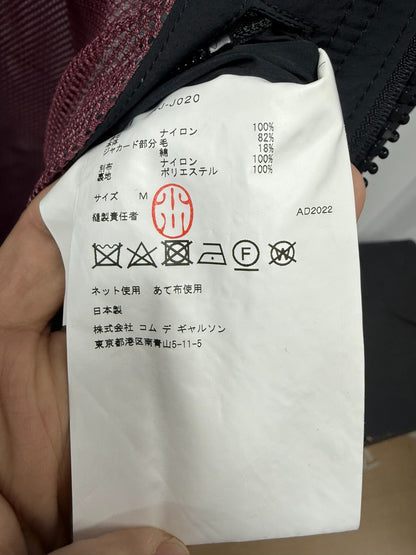 J-J020
本体 ナイロン 100%
ジャカード部分 毛 82%
綿 18%
別布 ナイロン 100%
裏地 ポリエステル 100%
サイズ M
縫製責任者 小川
AD2022
F W
ネット使用 あて布使用
日本製
株式会社 コム デ ギャルソン
東京都港区南青山5-11-5